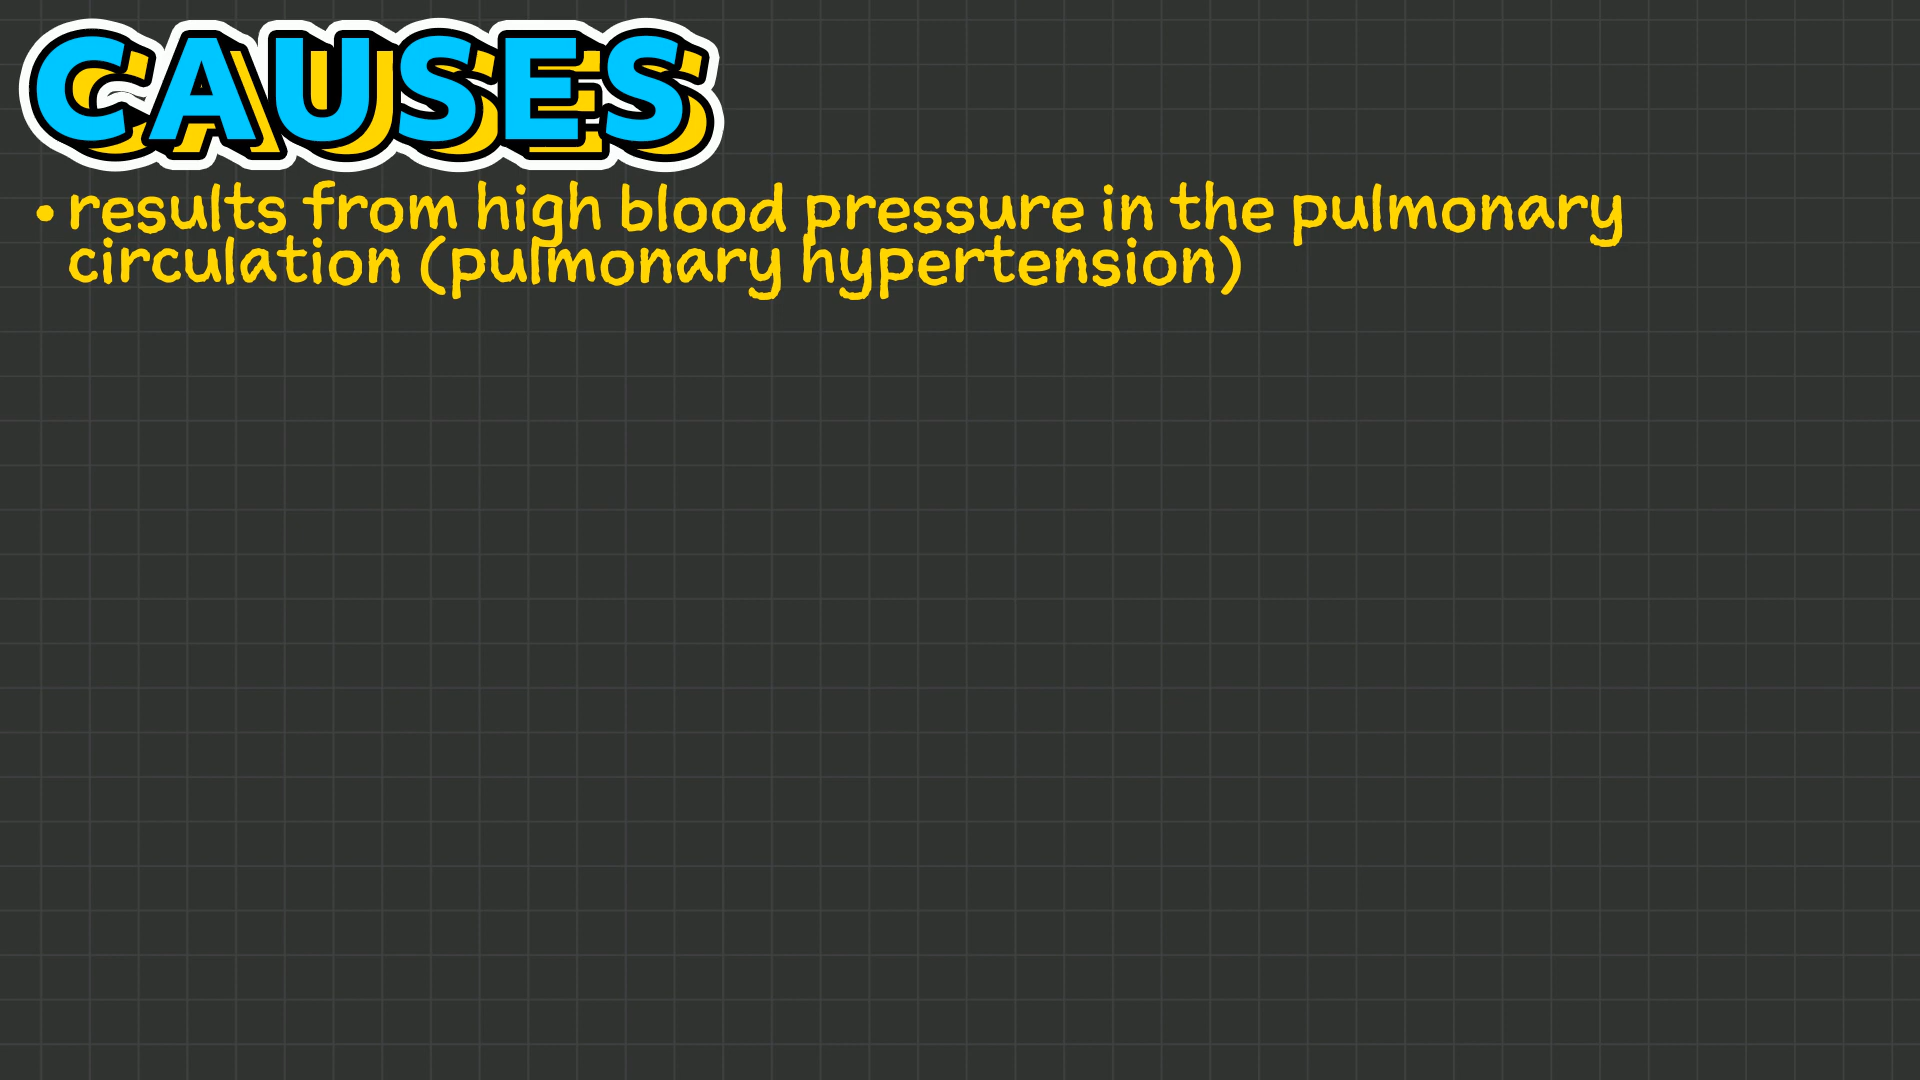 CAUSES
• results from high blood pressure in the pulmonary
circulation (pulmonary hypertension)